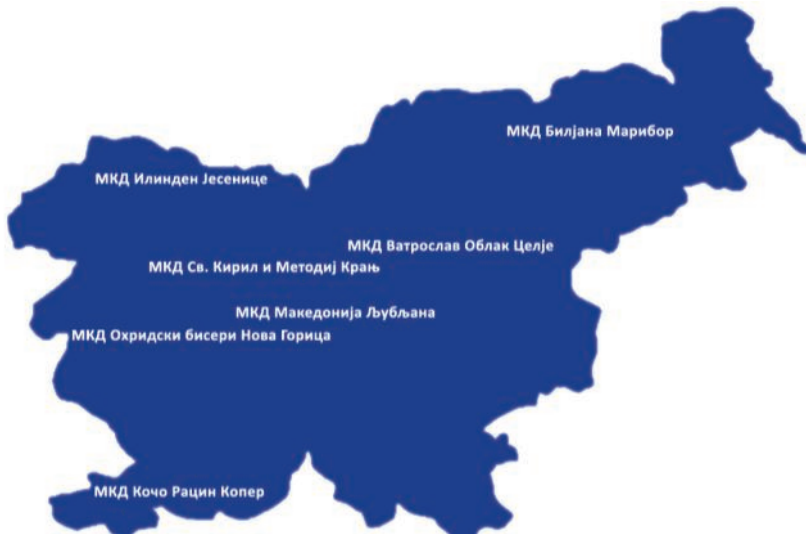 МКД Билјана Марибор
МКД Илинден Јесенице
МКД Ватрослав Облак Целје
МКД Св. Кирил и Методиј Крањ
МКД Македонија Љубљана
МКД Охридски бисери Нова Горица
МКД Кочо Рацин Копер